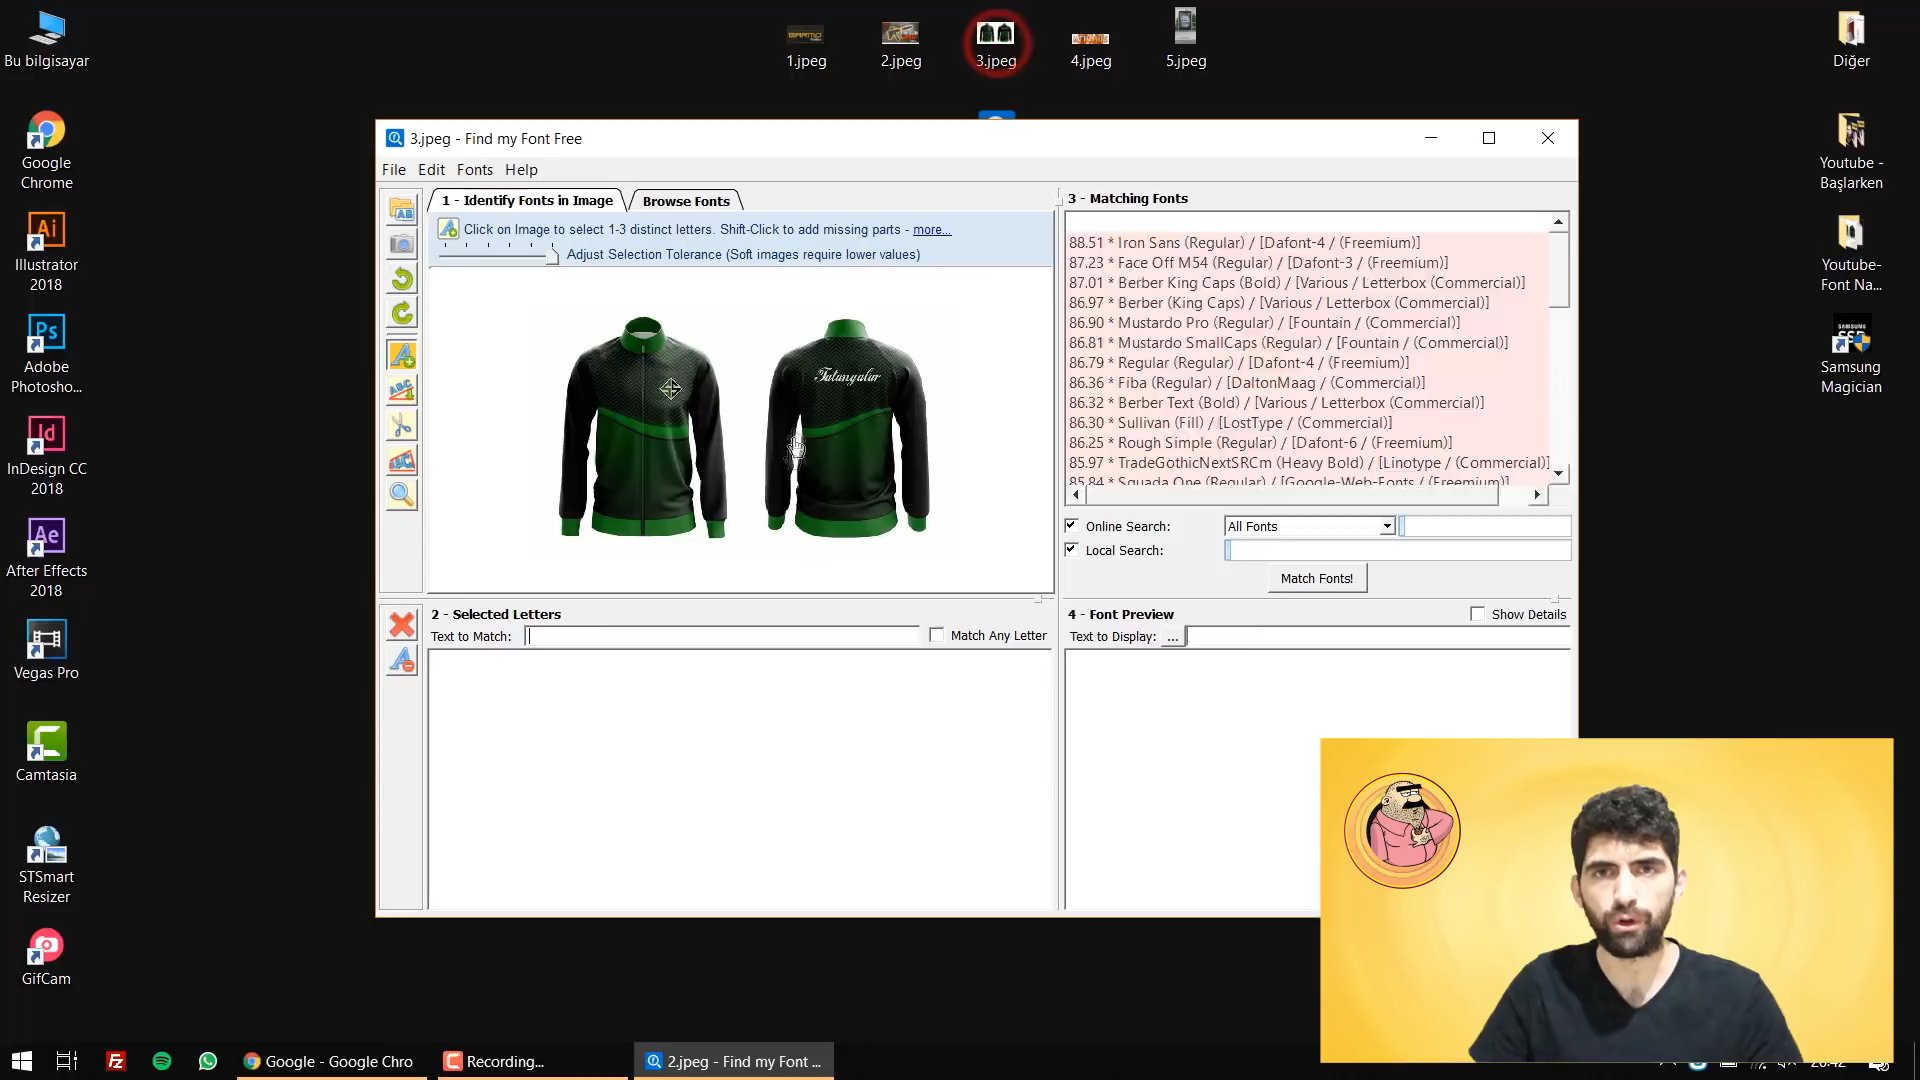 Bu bilgisayar
1.jpeg
2.jpeg
3.jpeg
4.jpeg
5.jpeg
Diğer
Google
Chrome
Illustrator
2018
Adobe
Photosho...
InDesign CC
2018
After Effects
2018
Vegas Pro
Camtasia
STSmart
Resizer
GifCam
Youtube -
Başlarken
Youtube-
Font Na...
Samsung
Magician
3.jpeg - Find my Font Free
File Edit Fonts Help
1 - Identify Fonts in Image
Browse Fonts
Click on Image to select 1-3 distinct letters. Shift-Click to add missing parts - more...
Adjust Selection Tolerance (Soft images require lower values)
Tatungalar
3 - Matching Fonts
88.51 * Iron Sans (Regular) / [Dafont-4 / (Freemium)]
87.23 * Face Off M54 (Regular) / [Dafont-3 / (Freemium)]
87.01 * Berber King Caps (Bold) / [Various / Letterbox (Commercial)]
86.97 * Berber (King Caps) / [Various / Letterbox (Commercial)]
86.90 * Mustardo Pro (Regular) / [Fountain / (Commercial)]
86.81 * Mustardo SmallCaps (Regular) / [Fountain / (Commercial)]
86.79 * Regular (Regular) / [Dafont-4 / (Freemium)]
86.36 * Fiba (Regular) / [DaltonMaag / (Commercial)]
86.32 * Berber Text (Bold) / [Various / Letterbox (Commercial)]
86.30 * Sullivan (Fill) / [LostType / (Commercial)]
86.25 * Rough Simple (Regular) / [Dafont-6 / (Freemium)]
85.97 * TradeGothicNextSRCm (Heavy Bold) / [Linotype / (Commercial)]
85.84 * Squada One (Regular) / [Google-Web-Fonts / (Freemium)]
Online Search: All Fonts
Local Search:
Match Fonts!
2 - Selected Letters
Text to Match:
Match Any Letter
4 - Font Preview
Show Details
Text to Display: ...
Google - Google Chro
Recording...
2.jpeg - Find my Font ...